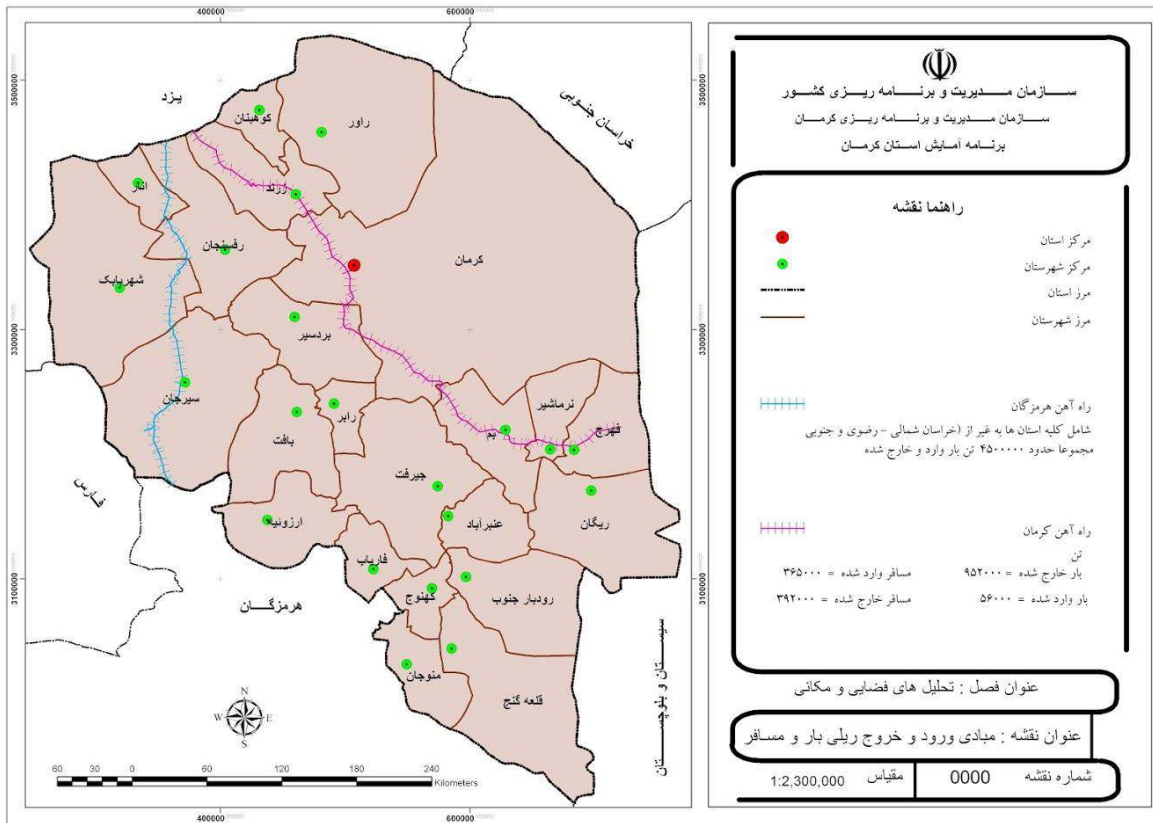 400000
600000
3500000
3300000
3100000
یزد
خراسان جنوبی
کوهبنان
راور
زرند
انار
رفسنجان
کرمان
شهربابک
بردسیر
سیرجان
نرماشیر
رابر
بم
فهرج
بافت
جیرفت
ریگان
فارس
ارزوئیه
عنبرآباد
فاریاب
کهنوج
رودبار جنوب
هرمزگان
منوجان
قلعه گنج
سیستان و بلوچستان
N
W E
S
60 30 0 60 120 180 240
Kilometers
3500000
3300000
3100000
400000
600000
سازمان مدیریت و برنامه ریزی کشور
سازمان مدیریت و برنامه ریزی کرمان
برنامه آمایش استان کرمان
راهنما نقشه
مرکز استان
مرکز شهرستان
مرز استان
مرز شهرستان
راه آهن هرمزگان
شامل کلیه استان ها به غیر از (خراسان شمالی - رضوی و جنوبی
مجموعا حدود ۴۵۰۰۰۰۰ تن بار وارد و خارج شده
راه آهن کرمان
تن
بار خارج شده = ۹۵۲۰۰۰ مسافر وارد شده = ۳۶۵۰۰۰
بار وارد شده = ۵۶۰۰۰ مسافر خارج شده = ۳۹۲۰۰۰
عنوان فصل : تحلیل های فضایی و مکانی
عنوان نقشه : مبادی ورود و خروج ریلی بار و مسافر
شماره نقشه 0000 مقیاس 1:2,300,000